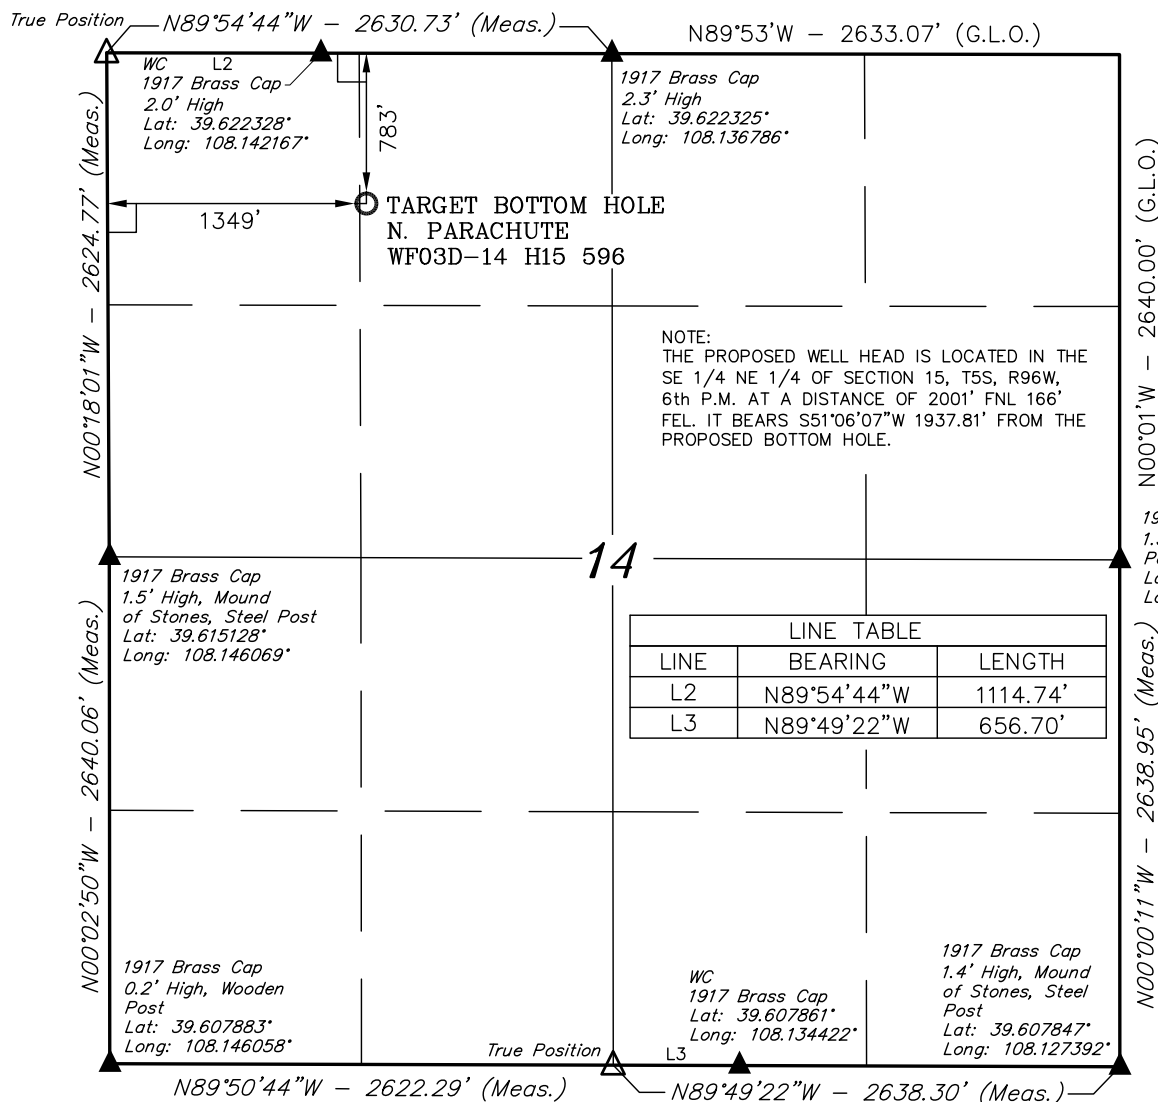 True Position
N89°54'44"W - 2630.73' (Meas.)
N89°53'W - 2633.07' (G.L.O.)
WC L2
1917 Brass Cap
2.0' High
Lat: 39.622328°
Long: 108.142167°
783'
1917 Brass Cap
2.3' High
Lat: 39.622325°
Long: 108.136786°
N00°18'01"W - 2624.77' (Meas.)
N00°01'W - 2640.00' (G.L.O.)
1349'
TARGET BOTTOM HOLE
N. PARACHUTE
WF03D-14 H15 596
NOTE:
THE PROPOSED WELL HEAD IS LOCATED IN THE
SE 1/4 NE 1/4 OF SECTION 15, T5S, R96W,
6th P.M. AT A DISTANCE OF 2001' FNL 166'
FEL. IT BEARS S51°06'07"W 1937.81' FROM THE
PROPOSED BOTTOM HOLE.
14
1917 Brass Cap
1.5' High, Mound
of Stones, Steel Post
Lat: 39.615128°
Long: 108.146069°
LINE TABLE
LINE BEARING LENGTH
L2 N89°54'44"W 1114.74'
L3 N89°49'22"W 656.70'
N00°02'50"W - 2640.06' (Meas.)
N00°00'11"W - 2638.95' (Meas.)
1917 Brass Cap
0.2' High, Wooden
Post
Lat: 39.607883°
Long: 108.146058°
WC
1917 Brass Cap
Lat: 39.607861°
Long: 108.134422°
1917 Brass Cap
1.4' High, Mound
of Stones, Steel
Post
Lat: 39.607847°
Long: 108.127392°
True Position
L3
N89°50'44"W - 2622.29' (Meas.)
N89°49'22"W - 2638.30' (Meas.)